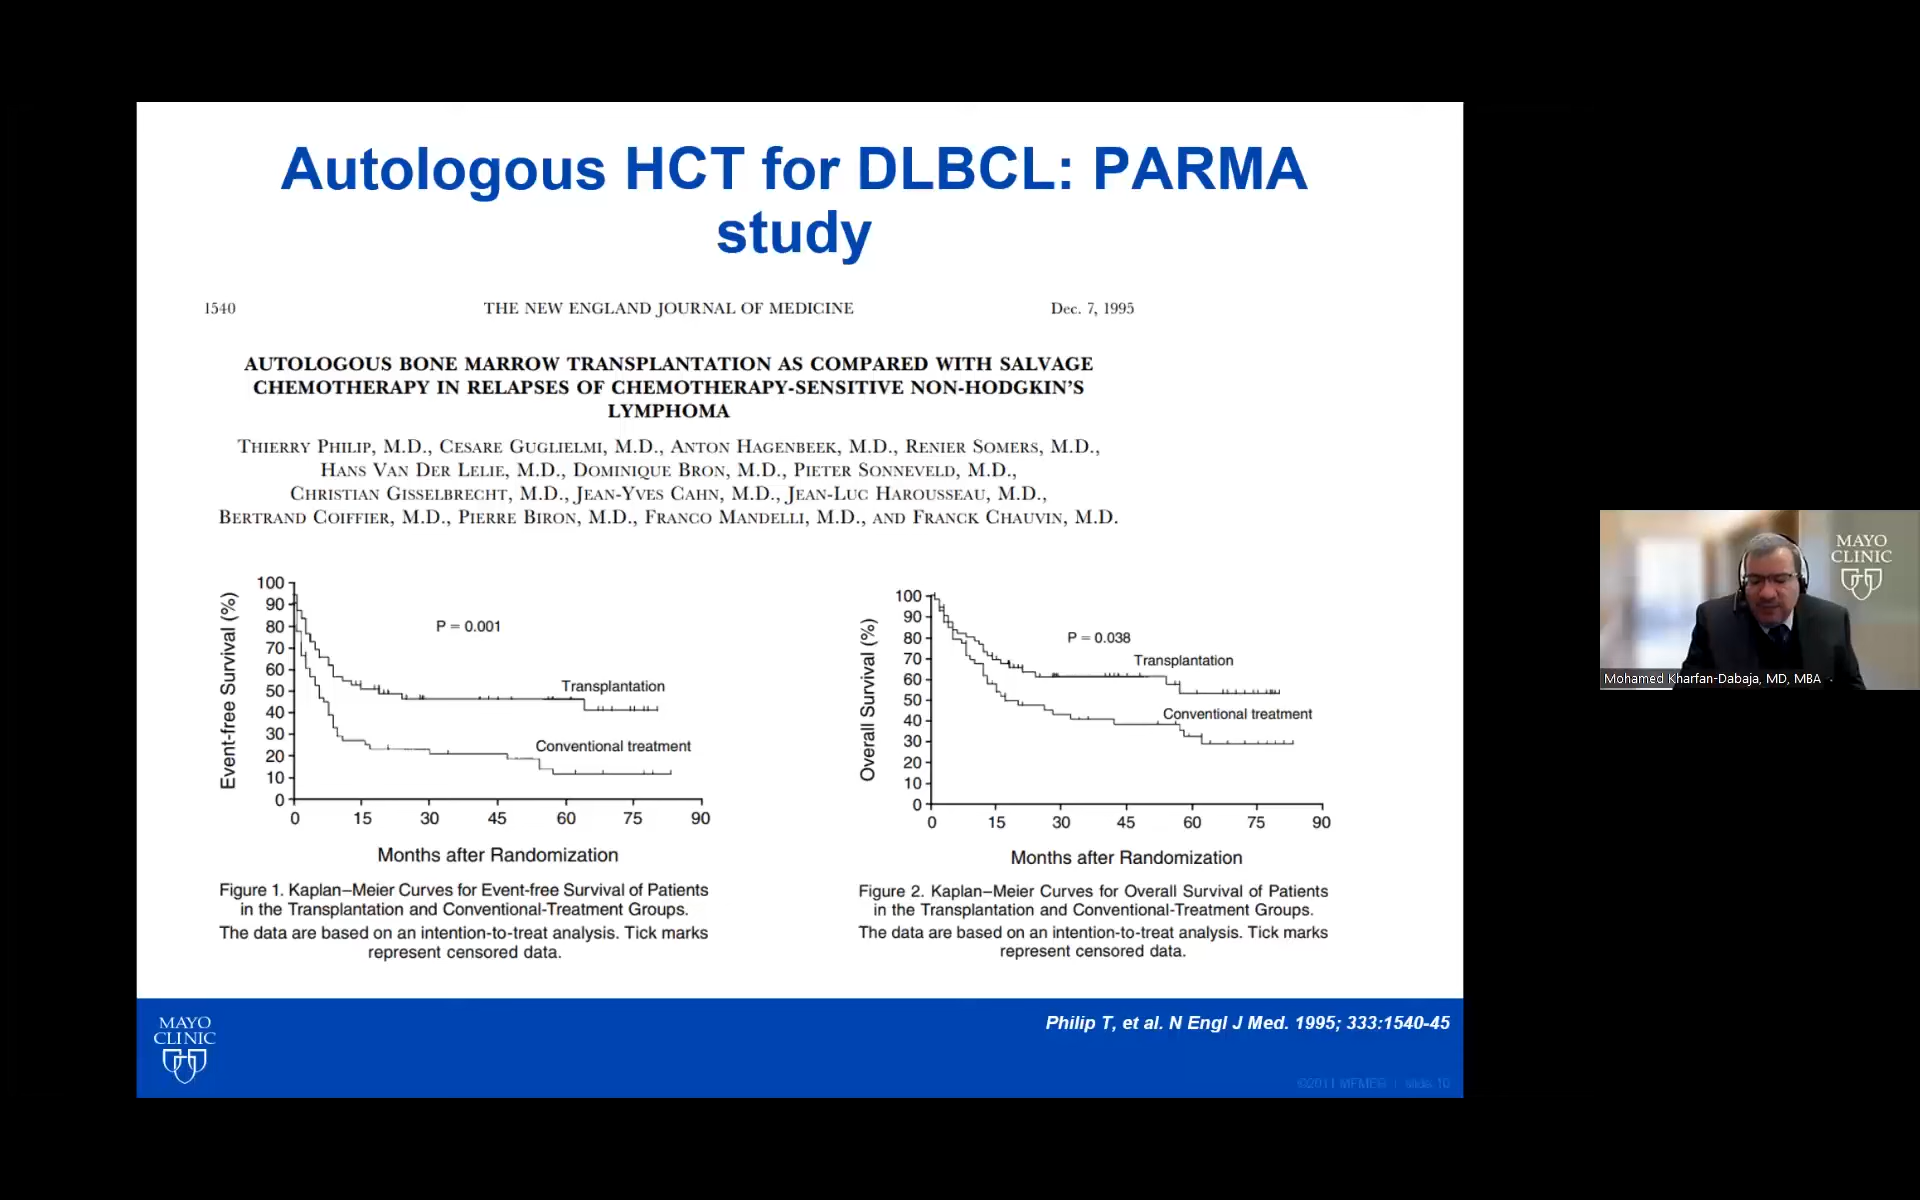 Autologous HCT for DLBCL: PARMA
study
1540 THE NEW ENGLAND JOURNAL OF MEDICINE Dec. 7, 1995
AUTOLOGOUS BONE MARROW TRANSPLANTATION AS COMPARED WITH SALVAGE
CHEMOTHERAPY IN RELAPSES OF CHEMOTHERAPY-SENSITIVE NON-HODGKIN'S
LYMPHOMA
THIERRY PHILIP, M.D., CESARE GUGLIELMI, M.D., ANTON HAGENBEEK, M.D., RENIER SOMERS, M.D.,
HANS VAN DER LELIE, M.D., DOMINIQUE BRON, M.D., PIETER SONNEVELD, M.D.,
CHRISTIAN GISSELBRECHT, M.D., JEAN-YVES CAHN, M.D., JEAN-LUC HAROUSSEAU, M.D.,
BERTRAND COIFFIER, M.D., PIERRE BIRON, M.D., FRANCO MANDELLI, M.D., AND FRANCK CHAUVIN, M.D.
Event-free Survival (%)
100
90
80
70
60
50
40
30
20
10
0
P = 0.001
Transplantation
Conventional treatment
0 15 30 45 60 75 90
Months after Randomization
Figure 1. Kaplan–Meier Curves for Event-free Survival of Patients
in the Transplantation and Conventional-Treatment Groups.
The data are based on an intention-to-treat analysis. Tick marks
represent censored data.
Overall Survival (%)
100
90
80
70
60
50
40
30
20
10
0
P = 0.038
Transplantation
Conventional treatment
0 15 30 45 60 75 90
Months after Randomization
Figure 2. Kaplan–Meier Curves for Overall Survival of Patients
in the Transplantation and Conventional-Treatment Groups.
The data are based on an intention-to-treat analysis. Tick marks
represent censored data.
MAYO
CLINIC
Philip T, et al. N Engl J Med. 1995; 333:1540-45
©2011 MFMER | slide-10
MAYO
CLINIC
Mohamed Kharfan-Dabaja, MD, MBA